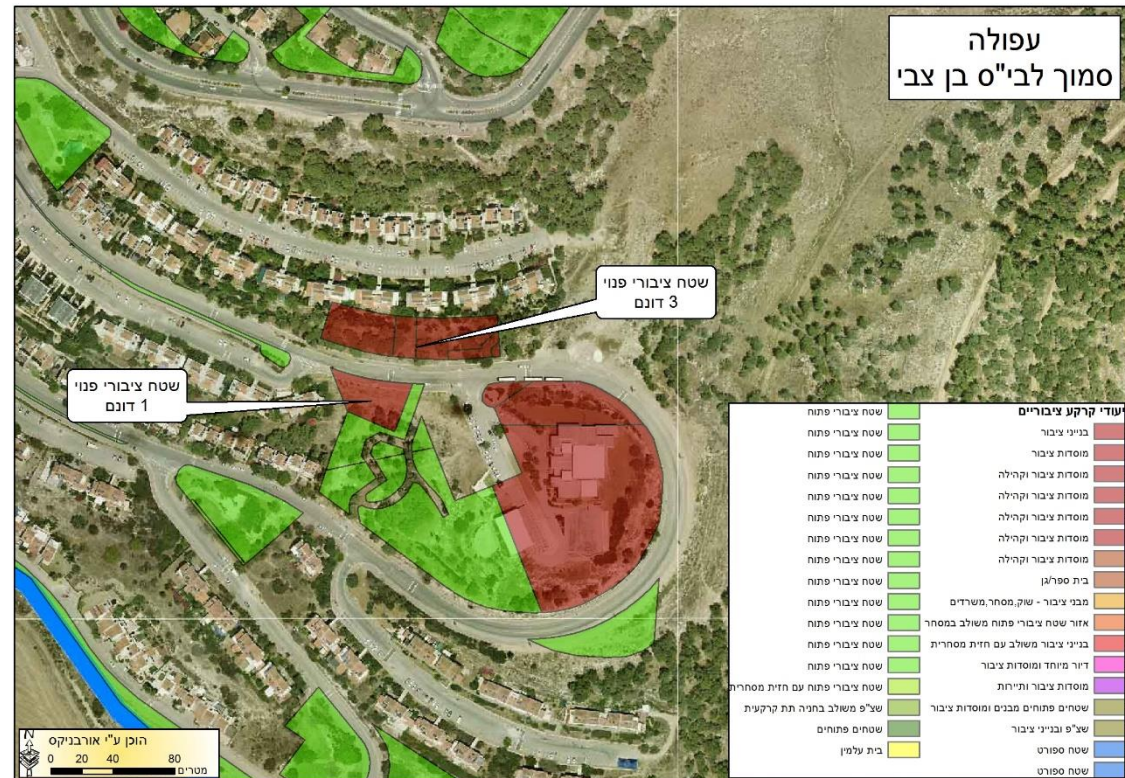 עפולה
סמוך לבי"ס בן צבי
שטח ציבורי פנוי
3 דונם
שטח ציבורי פנוי
1 דונם
יעודי קרקע ציבוריים
בנייני ציבור
מוסדות ציבור
מוסדות ציבור וקהילה
מוסדות ציבור וקהילה
מוסדות ציבור וקהילה
מוסדות ציבור וקהילה
מוסדות ציבור וקהילה
בית ספר/גן
מבני ציבור - שוק,מסחר,משרדים
אזור שטח ציבורי פתוח משולב במסחר
בנייני ציבור משולב עם חזית מסחרית
דיור מיוחד ומוסדות ציבור
מוסדות ציבור ותיירות
שטחים פתוחים מבנים ומוסדות ציבור
שצ"פ ובנייני ציבור
שטח ספורט
שטח ספורט
שטח ציבורי פתוח
שטח ציבורי פתוח
שטח ציבורי פתוח
שטח ציבורי פתוח
שטח ציבורי פתוח
שטח ציבורי פתוח
שטח ציבורי פתוח
שטח ציבורי פתוח
שטח ציבורי פתוח
שטח ציבורי פתוח
שטח ציבורי פתוח
שטח ציבורי פתוח
שטח ציבורי פתוח
שטח ציבורי פתוח עם חזית מסחרית
שצ"פ משולב בחניה תת קרקעית
שטחים פתוחים
בית עלמין
הוכן ע"י אורבניקס
N
0 20 40 80
מטרים